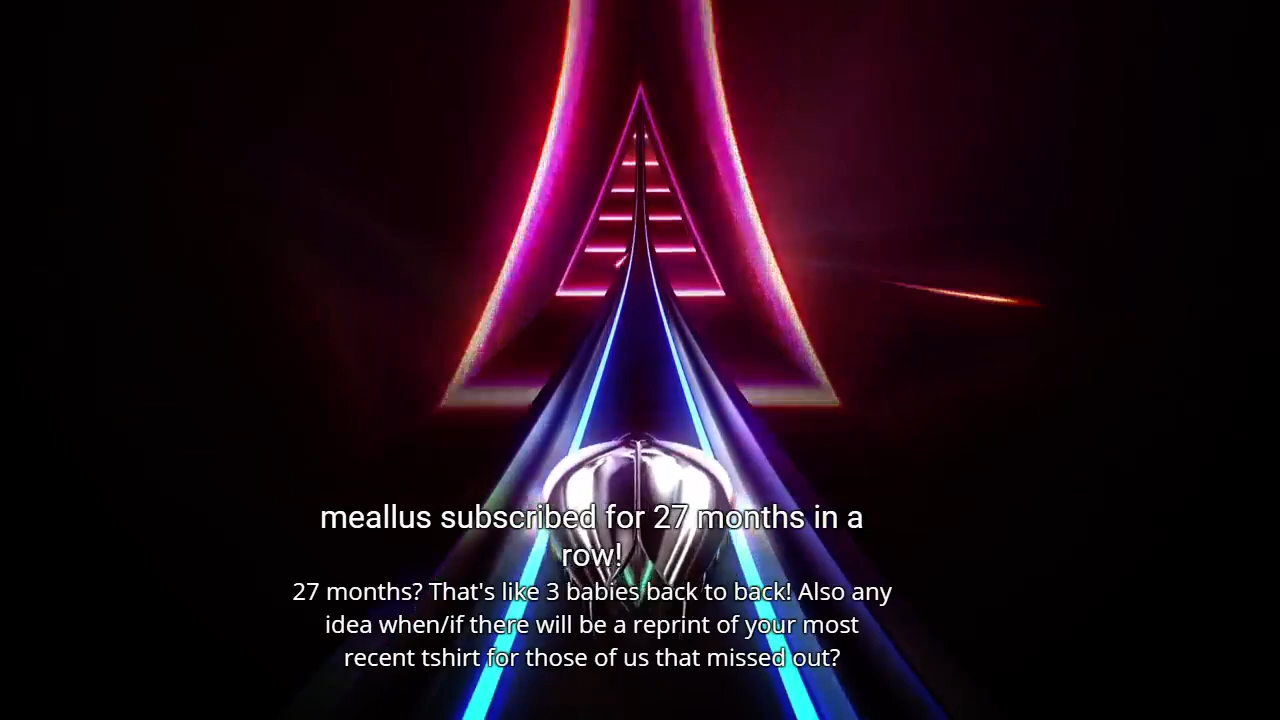 meallus subscribed for 27 months in a
row!
27 months? That's like 3 babies back to back! Also any
idea when/if there will be a reprint of your most
recent tshirt for those of us that missed out?